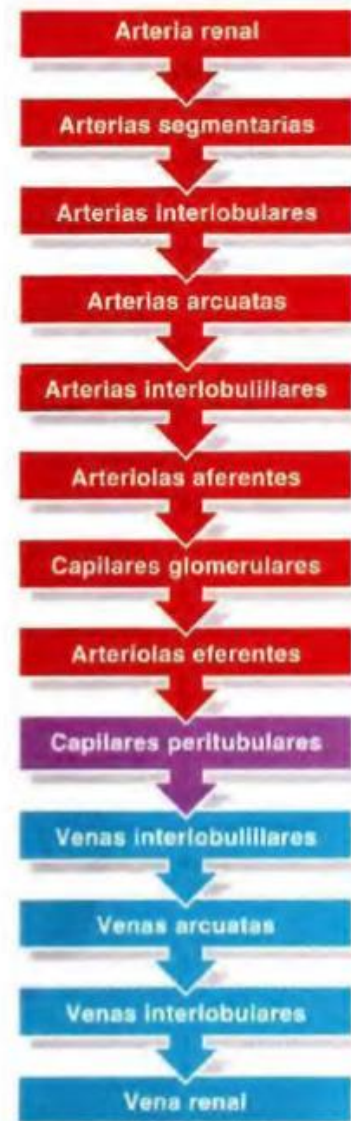 Arteria renal
Arterias segmentarias
Arterias interlobulares
Arterias arcuatas
Arterias interlobulillares
Arteriolas aferentes
Capilares glomerulares
Arteriolas eferentes
Capilares peritubulares
Venas interlobulillares
Venas arcuatas
Venas interlobulares
Vena renal